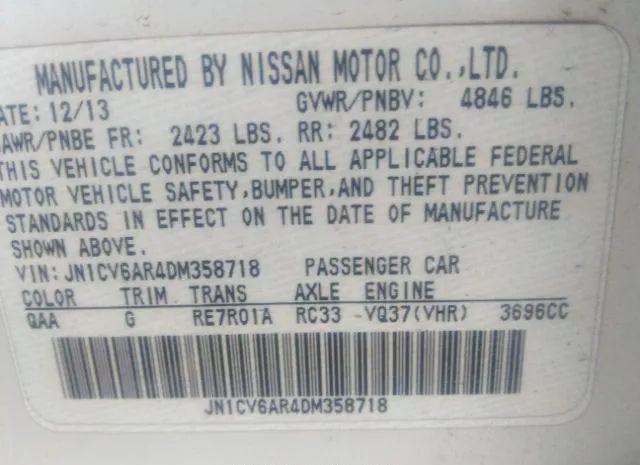 MANUFACTURED BY NISSAN MOTOR CO.,LTD.
ATE: 12/13 GVWR/PNBV: 4846 LBS.
AWR/PNBE FR: 2423 LBS. RR: 2482 LBS.
THIS VEHICLE CONFORMS TO ALL APPLICABLE FEDERAL
MOTOR VEHICLE SAFETY,BUMPER,AND THEFT PREVENTION
STANDARDS IN EFFECT ON THE DATE OF MANUFACTURE
SHOWN ABOVE.
VIN: JN1CV6AR4DM358718 PASSENGER CAR
COLOR TRIM TRANS AXLE ENGINE
QAA G RE7R01A RC33 -VQ37(VHR) 3696CC
JN1CV6AR4DM358718